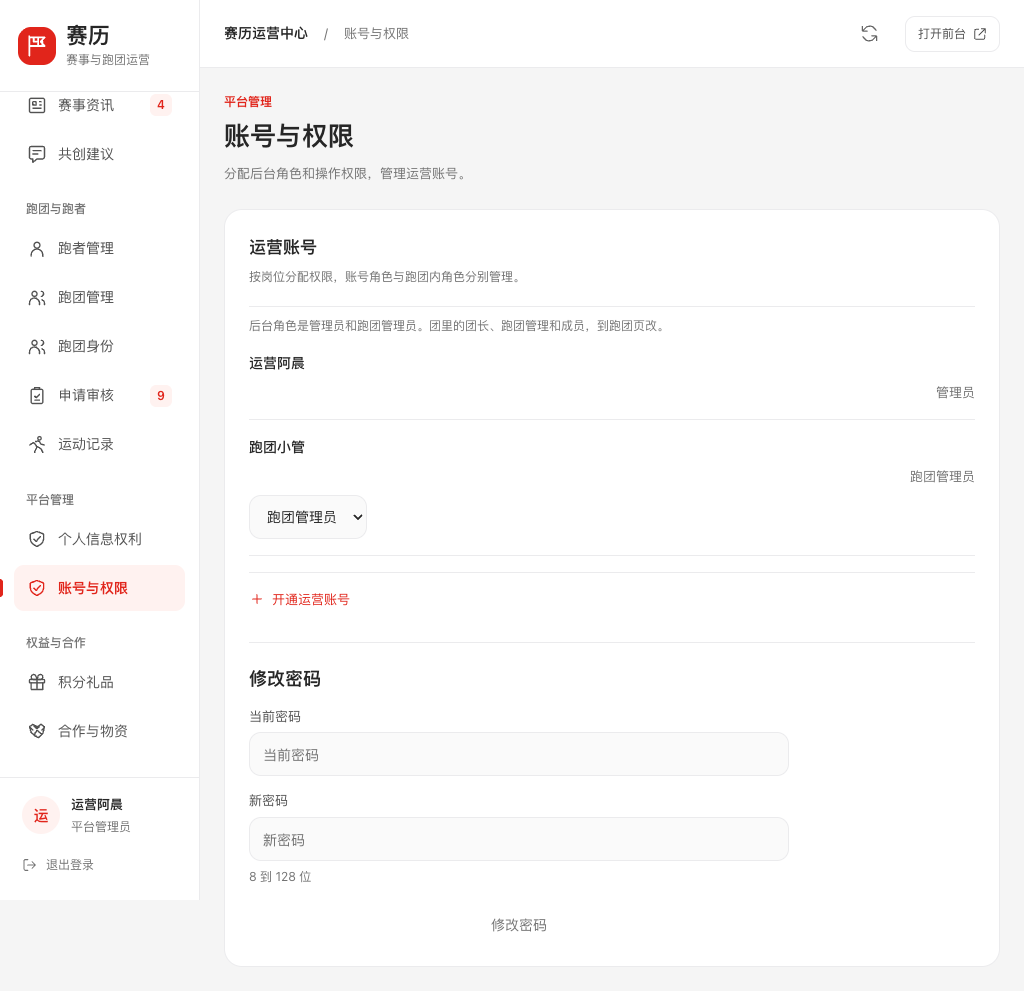 赛历
赛事与跑团运营
赛事资讯 4
共创建议
跑团与跑者
跑者管理
跑团管理
跑团身份
申请审核 9
运动记录
平台管理
个人信息权利
账号与权限
权益与合作
积分礼品
合作与物资
运
运营阿晨
平台管理员
退出登录
赛历运营中心 / 账号与权限
打开前台
平台管理
账号与权限
分配后台角色和操作权限，管理运营账号。
运营账号
按岗位分配权限，账号角色与跑团内角色分别管理。
后台角色是管理员和跑团管理员。团里的团长、跑团管理和成员，到跑团页改。
运营阿晨
管理员
跑团小管
跑团管理员
跑团管理员
开通运营账号
修改密码
当前密码
当前密码
新密码
新密码
8 到 128 位
修改密码